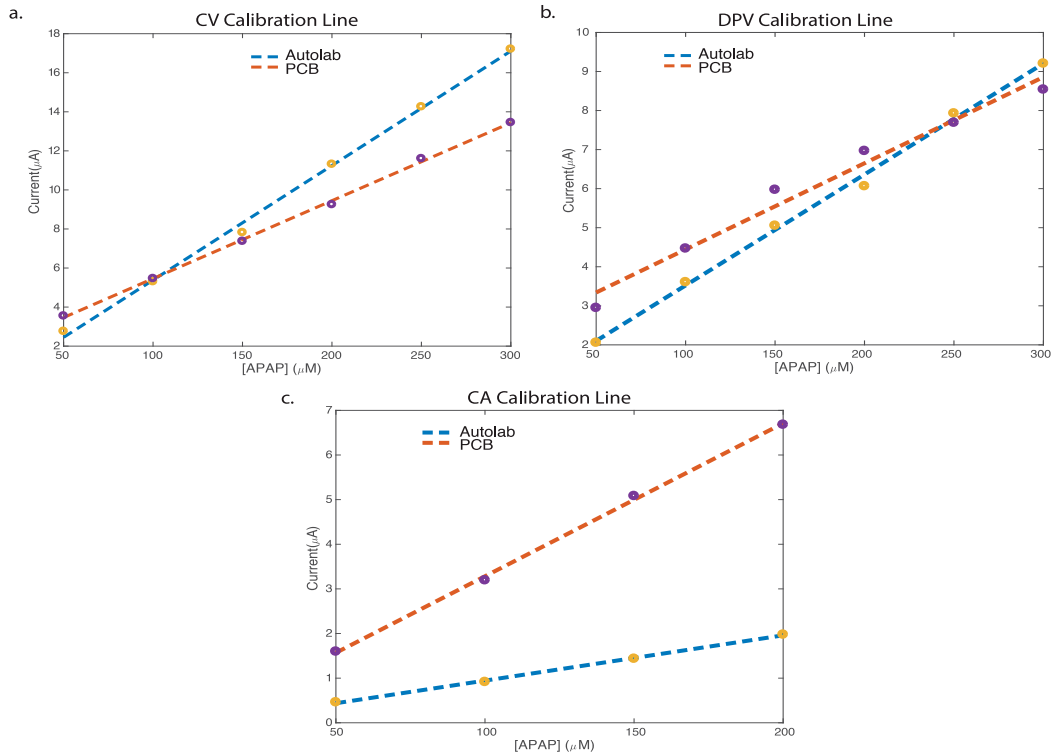 a.
CV Calibration Line
18
16
14
12
10
8
6
4
2
Current(μA)
Autolab
PCB
50
100
150
200
250
300
[APAP] (μM)
b.
DPV Calibration Line
10
9
8
7
6
5
4
3
2
Current(μA)
Autolab
PCB
50
100
150
200
250
300
[APAP] (μM)
c.
CA Calibration Line
7
6
5
4
3
2
1
0
Current(μA)
Autolab
PCB
50
100
150
200
[APAP] (μM)